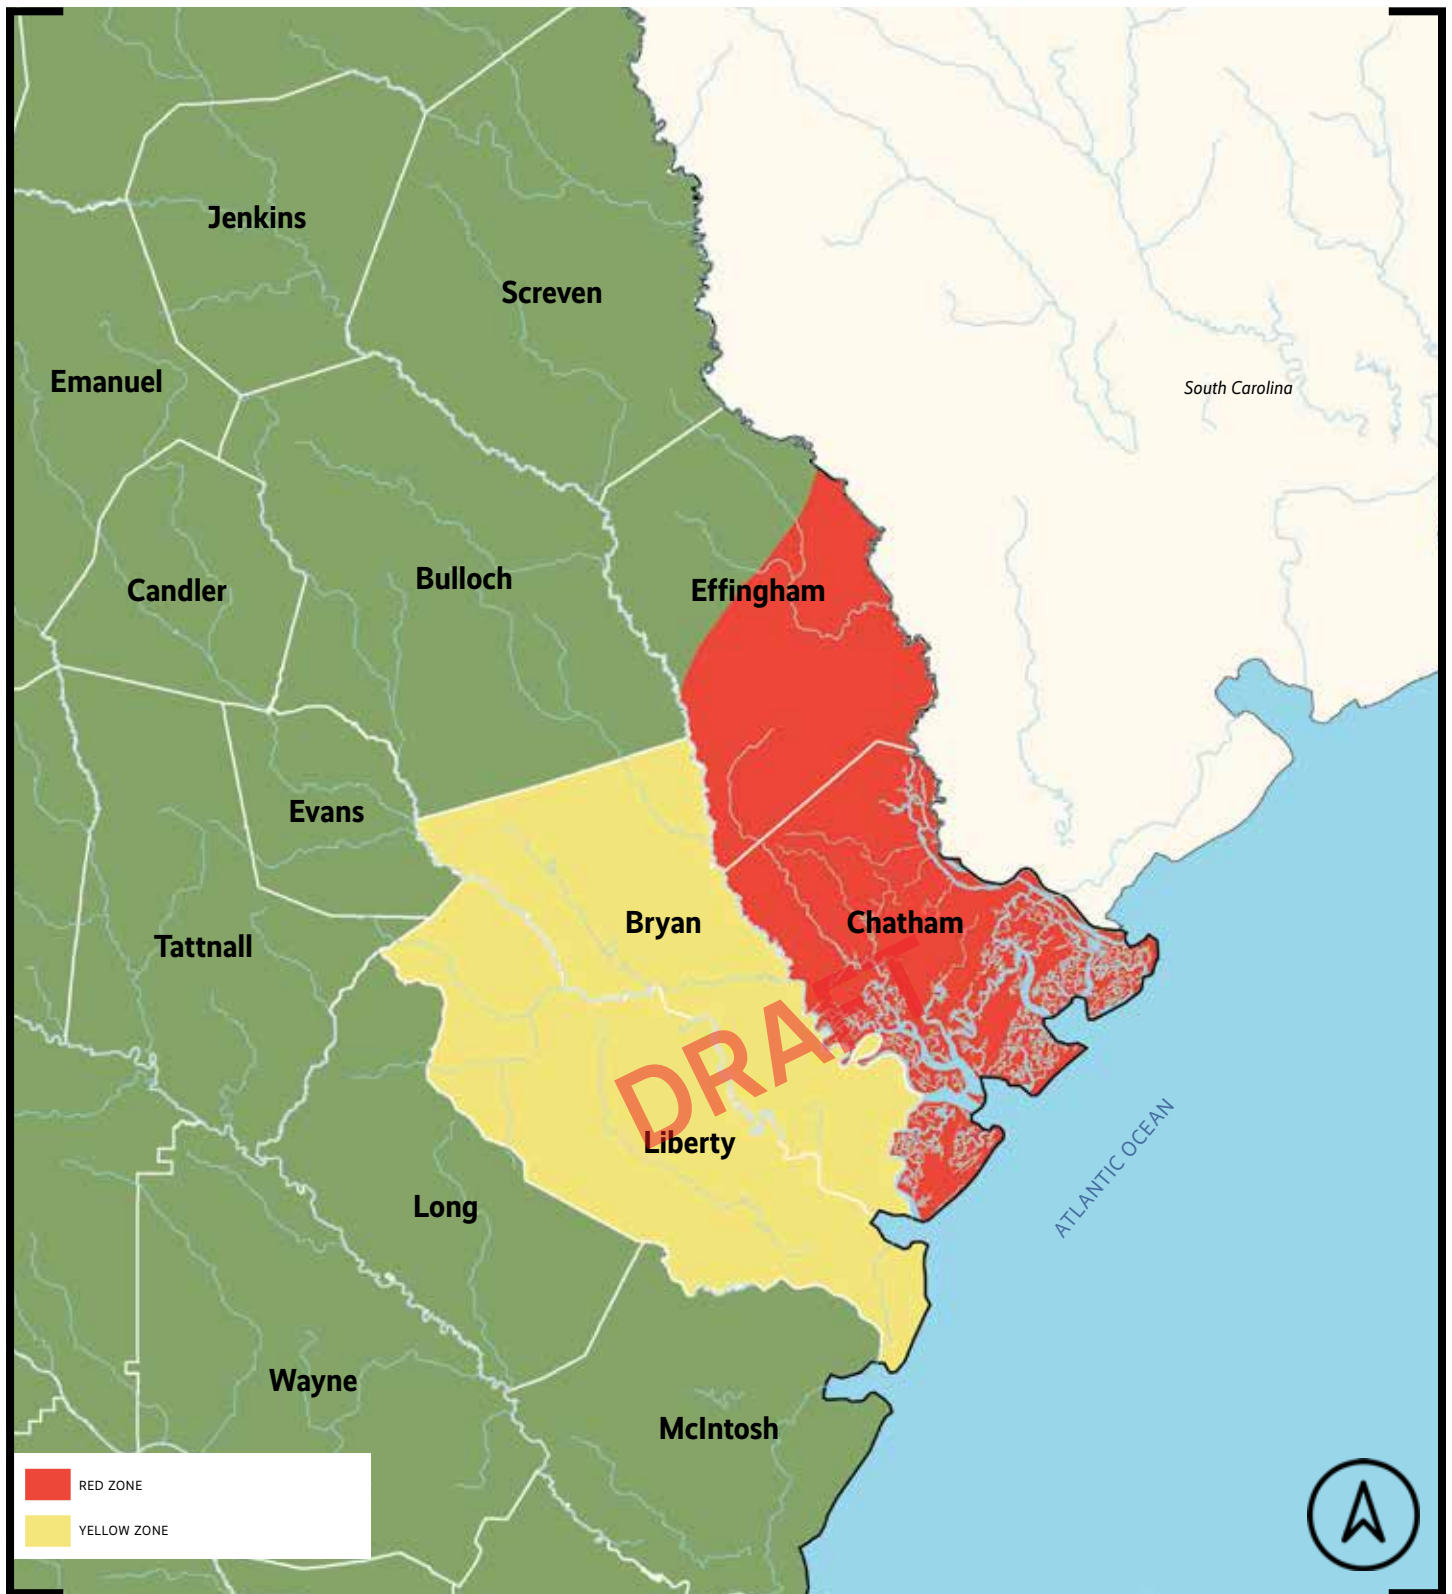 Jenkins
Screven
Emanuel
South Carolina
Bulloch
Candler
Effingham
Evans
Bryan
Chatham
Tattnall
DRAFT
Liberty
ATLANTIC OCEAN
Long
Wayne
McIntosh
RED ZONE
YELLOW ZONE